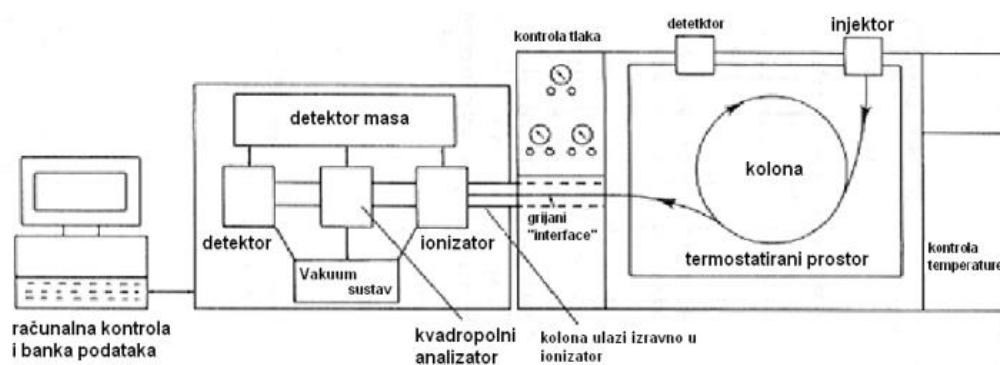 detetktor
injektor
kontrola tlaka
detektor masa
kolona
detektor
ionizator
grijani
"interface"
Vakuum
sustav
termostatirani prostor
kontrola
temperature
računalna kontrola
i banka podataka
kvadropolni
analizator
kolona ulazi izravno u
ionizator